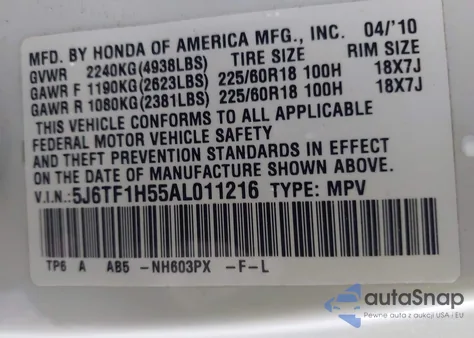 MFD. BY HONDA OF AMERICA MFG., INC. 04/'10
GVWR 2240KG(4938LBS) TIRE SIZE RIM SIZE
GAWR F 1190KG(2623LBS) 225/60R18 100H 18X7J
GAWR R 1080KG(2381LBS) 225/60R18 100H 18X7J
THIS VEHICLE CONFORMS TO ALL APPLICABLE
FEDERAL MOTOR VEHICLE SAFETY
AND THEFT PREVENTION STANDARDS IN EFFECT
ON THE DATE OF MANUFACTURE SHOWN ABOVE.
V.I.N.:5J6TF1H55AL011216 TYPE: MPV
TP6 A AB5 -NH603PX -F-L
autoSnap
Pewne auta z aukcji USA i EU